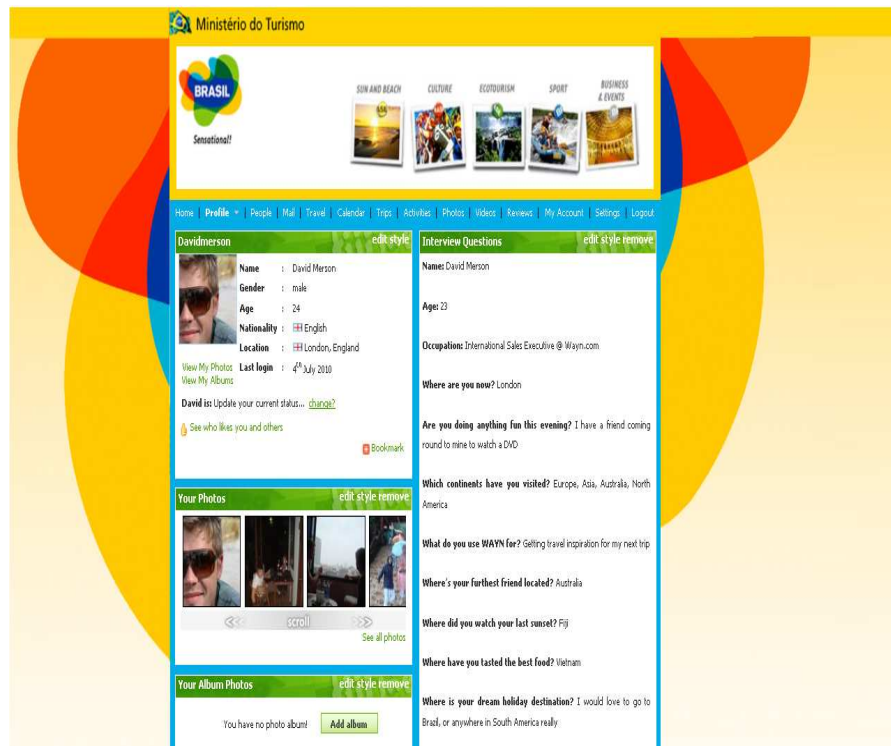 Ministério do Turismo
BRASIL
Sensational!
SUN AND BEACH
CULTURE
ECOTOURISM
SPORT
BUSINESS
& EVENTS
Home | Profile | People | Mail | Travel | Calendar | Trips | Activities | Photos | Videos | Reviews | My Account | Settings | Logout
Davidmerson edit style
Name : David Merson
Gender : male
Age : 24
Nationality : English
Location : London, England
Last login : 4th July 2010
View My Photos
View My Albums
David is: Update your current status... change?
See who likes you and others
Bookmark
Your Photos edit style remove
scroll
See all photos
Your Album Photos edit style remove
You have no photo album! Add album
Interview Questions edit style remove
Name: David Merson
Age: 23
Occupation: International Sales Executive @ Wayn.com
Where are you now? London
Are you doing anything fun this evening? I have a friend coming
round to mine to watch a DVD
Which continents have you visited? Europe, Asia, Australia, North
America
What do you use WAYN for? Getting travel inspiration for my next trip
Where's your furthest friend located? Australia
Where did you watch your last sunset? Fiji
Where have you tasted the best food? Vietnam
Where is your dream holiday destination? I would love to go to
Brazil, or anywhere in South America really